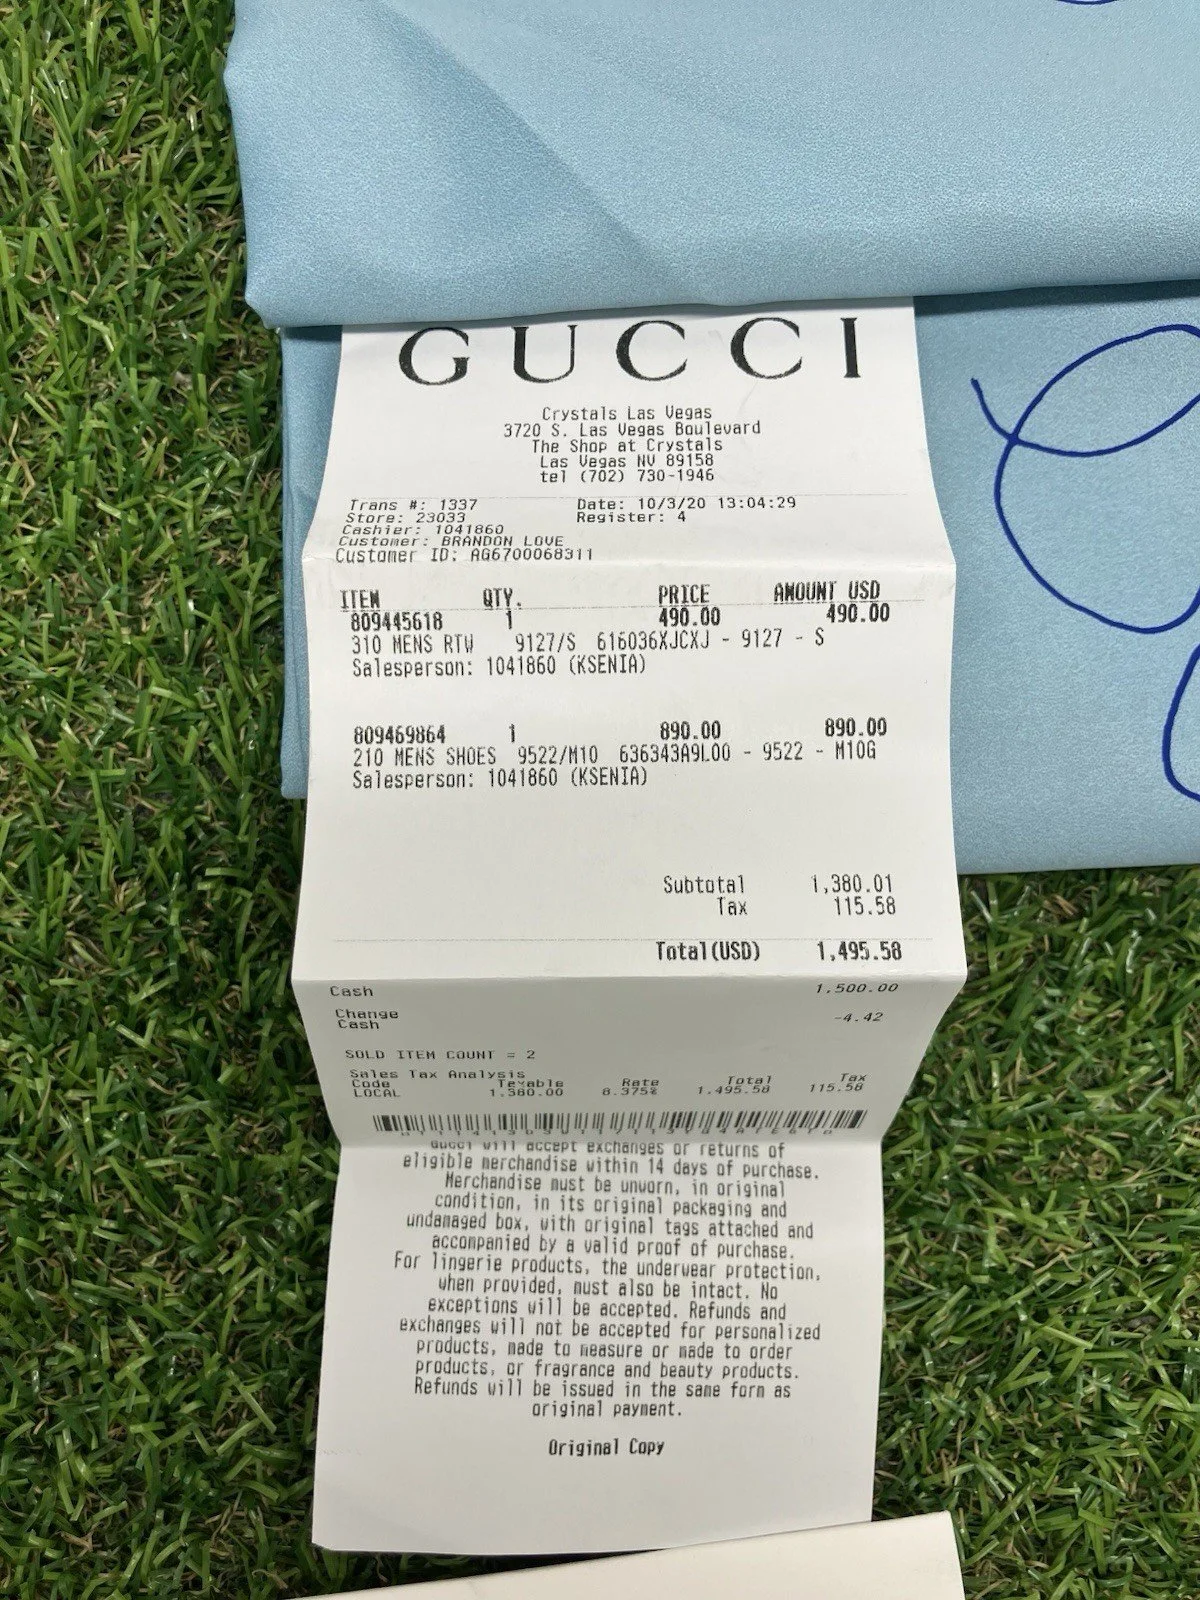 GUCCI
Crystals Las Vegas
3720 S. Las Vegas Boulevard
The Shop at Crystals
Las Vegas NV 89158
tel (702) 730-1946
Trans #: 1337 Date: 10/3/20 13:04:29
Store: 23033 Register: 4
Cashier: 1041860
Customer: BRANDON LOVE
Customer ID: AG6700068311
ITEM QTY. PRICE AMOUNT USD
809445618 1 490.00 490.00
310 MENS RTW 9127/S 616036XJCXJ - 9127 - S
Salesperson: 1041860 (KSENIA)
809469864 1 890.00 890.00
210 MENS SHOES 9522/M10 636343A9L00 - 9522 - M10G
Salesperson: 1041860 (KSENIA)
Subtotal 1,380.01
Tax 115.58
Total(USD) 1,495.58
Cash 1,500.00
Change
Cash -4.42
SOLD ITEM COUNT = 2
Sales Tax Analysis
Code Taxable Rate Total Tax
LOCAL 1,380.00 8.375% 1,495.58 115.58
Gucci will accept exchanges or returns of
eligible merchandise within 14 days of purchase.
Merchandise must be unworn, in original
condition, in its original packaging and
undamaged box, with original tags attached and
accompanied by a valid proof of purchase.
For lingerie products, the underwear protection,
when provided, must also be intact. No
exceptions will be accepted. Refunds and
exchanges will not be accepted for personalized
products, made to measure or made to order
products, or fragrance and beauty products.
Refunds will be issued in the same form as
original payment.
Original Copy